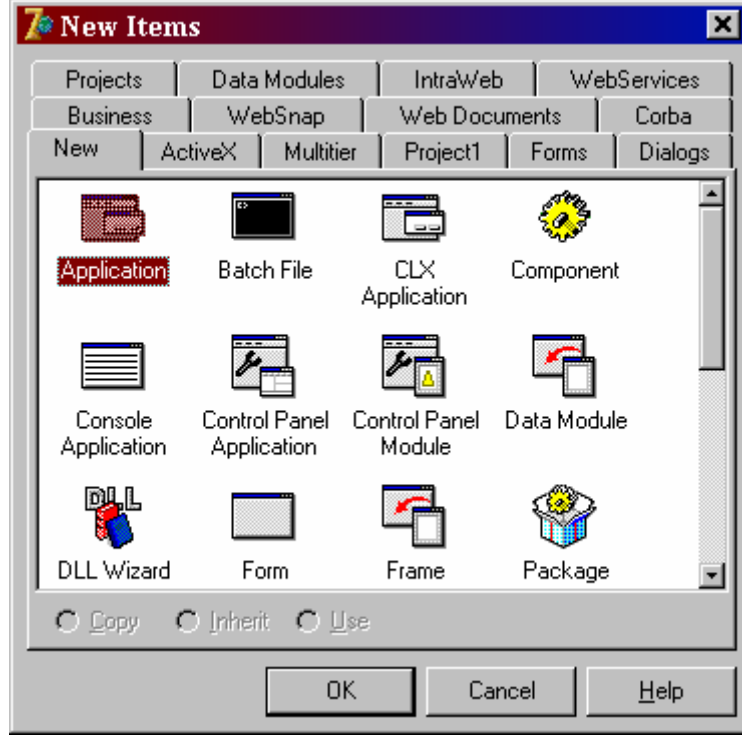 New Items
Projects Data Modules IntraWeb WebServices
Business WebSnap Web Documents Corba
New ActiveX Multitier Project1 Forms Dialogs
Application Batch File CLX Application Component
Console Application Control Panel Application Control Panel Module Data Module
DLL
DLL Wizard Form Frame Package
Copy Inherit Use
OK Cancel Help